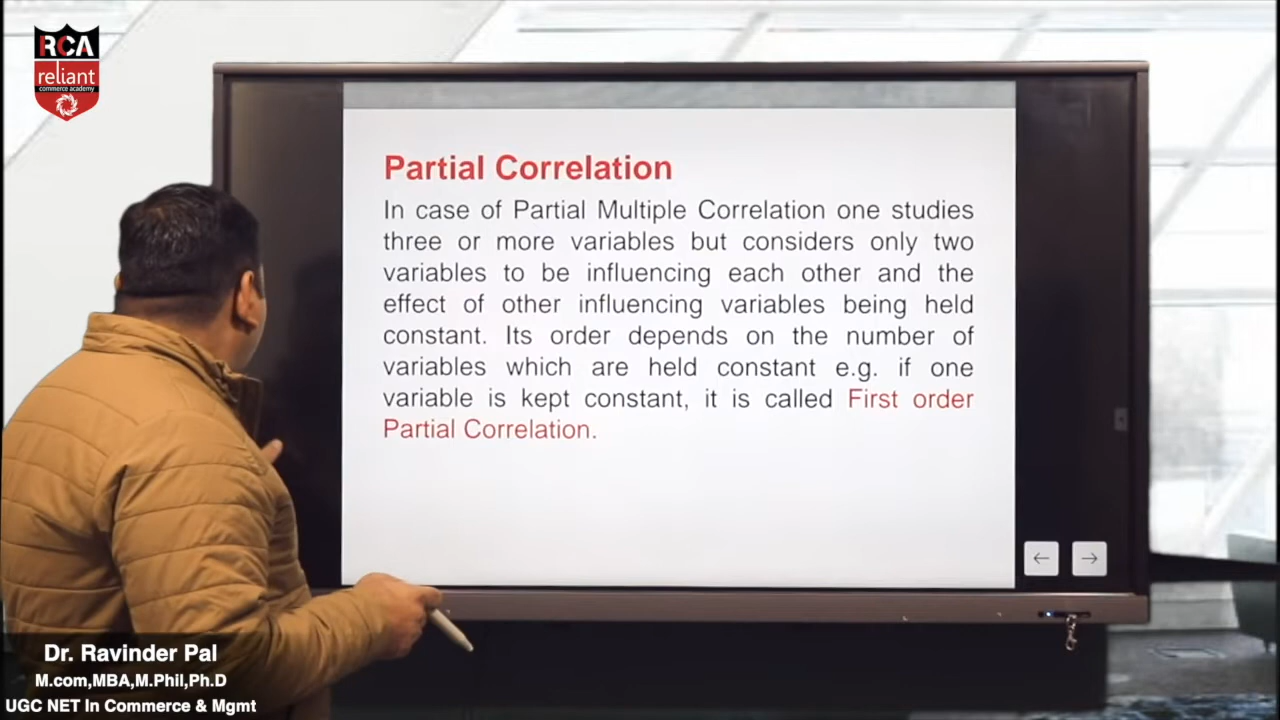 RCA
reliant
commerce academy
Partial Correlation
In case of Partial Multiple Correlation one studies
three or more variables but considers only two
variables to be influencing each other and the
effect of other influencing variables being held
constant. Its order depends on the number of
variables which are held constant e.g. if one
variable is kept constant, it is called First order
Partial Correlation.
Dr. Ravinder Pal
M.com,MBA,M.Phil,Ph.D
UGC NET In Commerce & Mgmt